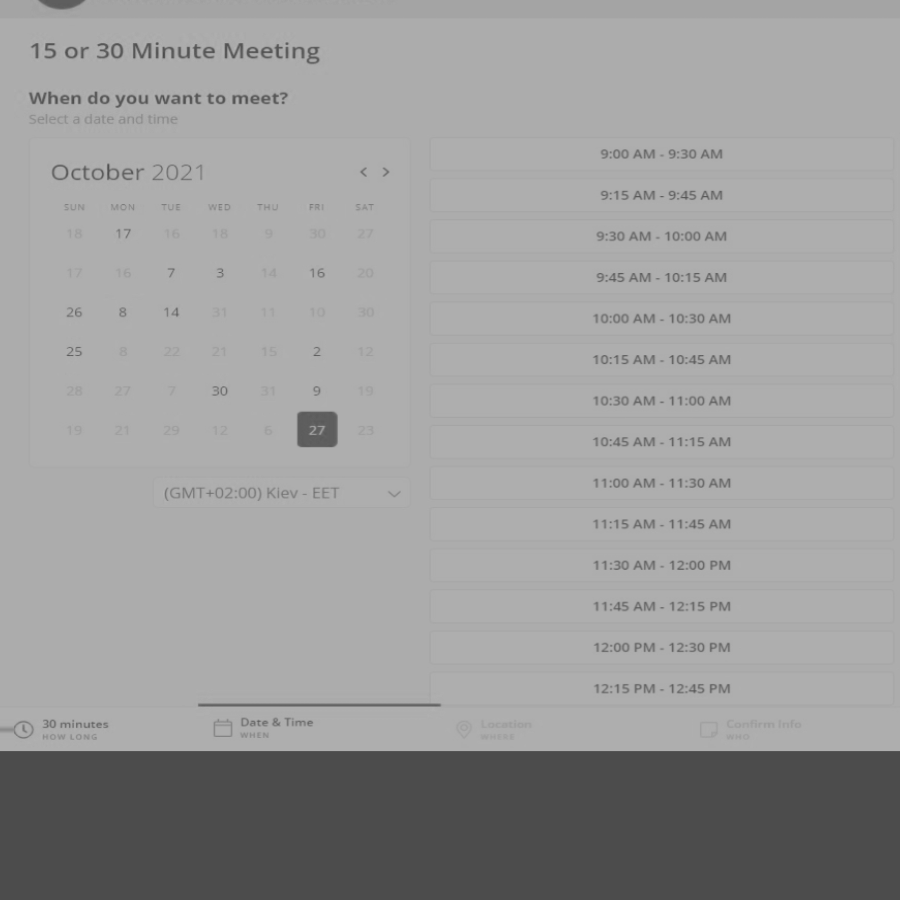 15 or 30 Minute Meeting
When do you want to meet?
Select a date and time
October 2021
< >
SUN MON TUE WED THU FRI SAT
18 17 16 18 9 30 27
17 16 7 3 14 16 20
26 8 14 31 11 10 30
25 8 22 21 15 2 12
28 27 7 30 31 9 19
19 21 29 12 6 27 23
(GMT+02:00) Kiev - EET
9:00 AM - 9:30 AM
9:15 AM - 9:45 AM
9:30 AM - 10:00 AM
9:45 AM - 10:15 AM
10:00 AM - 10:30 AM
10:15 AM - 10:45 AM
10:30 AM - 11:00 AM
10:45 AM - 11:15 AM
11:00 AM - 11:30 AM
11:15 AM - 11:45 AM
11:30 AM - 12:00 PM
11:45 AM - 12:15 PM
12:00 PM - 12:30 PM
12:15 PM - 12:45 PM
30 minutes
HOW LONG
Date & Time
WHEN
Location
WHERE
Confirm Info
WHO